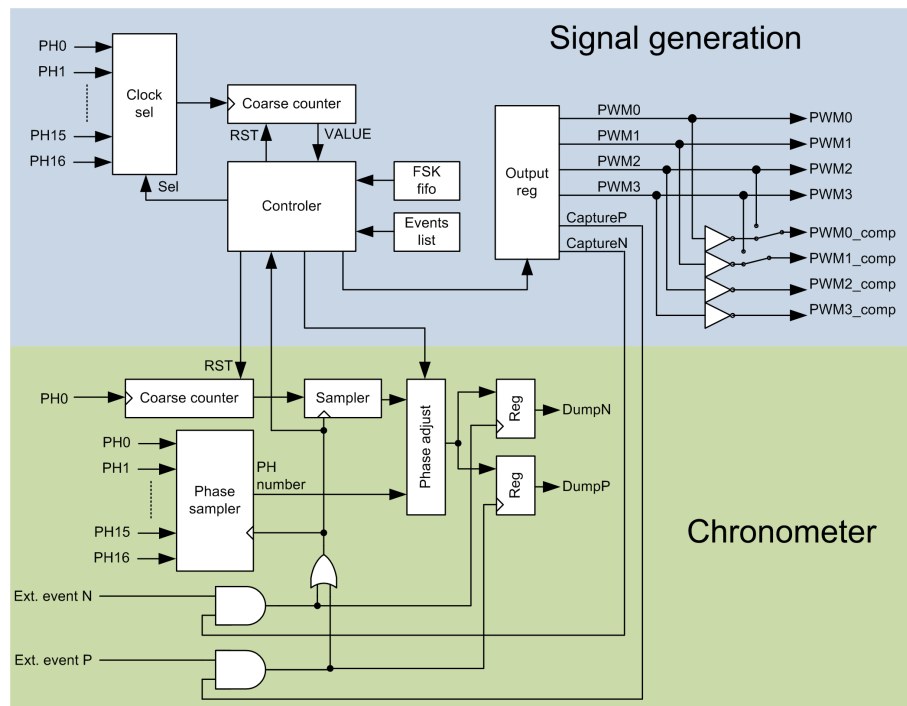 Signal generation
PH0
PH1
PH15
PH16
Clock
sel
Sel
Coarse counter
RST
VALUE
Controler
FSK
fifo
Events
list
Output
reg
PWM0
PWM1
PWM2
PWM3
CaptureP
CaptureN
PWM0
PWM1
PWM2
PWM3
PWM0_comp
PWM1_comp
PWM2_comp
PWM3_comp
Chronometer
RST
PH0
Coarse counter
Sampler
Phase adjust
Reg
DumpN
Reg
DumpP
PH0
PH1
PH15
PH16
Phase
sampler
PH
number
Ext. event N
Ext. event P